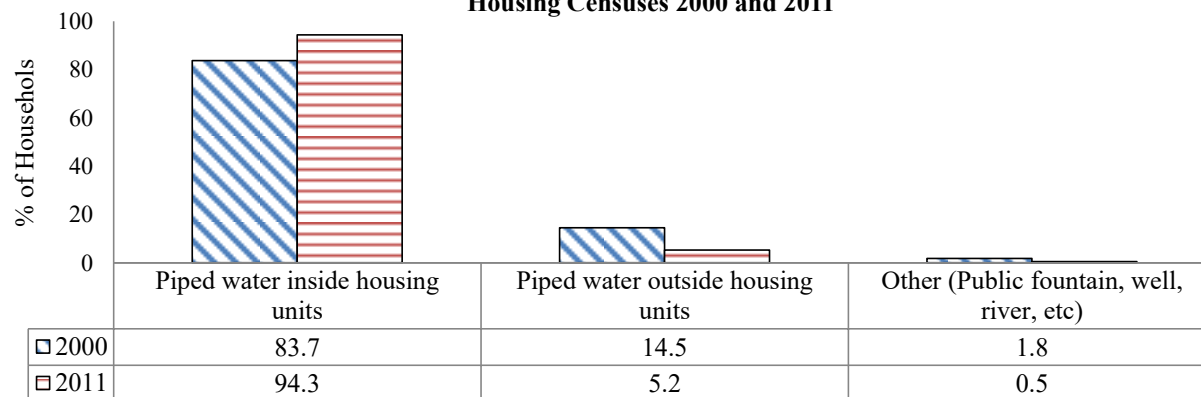 Housing Censuses 2000 and 2011
100
80
60
40
20
0
% of Househols
Piped water inside housing
units
Piped water outside housing
units
Other (Public fountain, well,
river, etc)
2000 83.7 14.5 1.8
2011 94.3 5.2 0.5